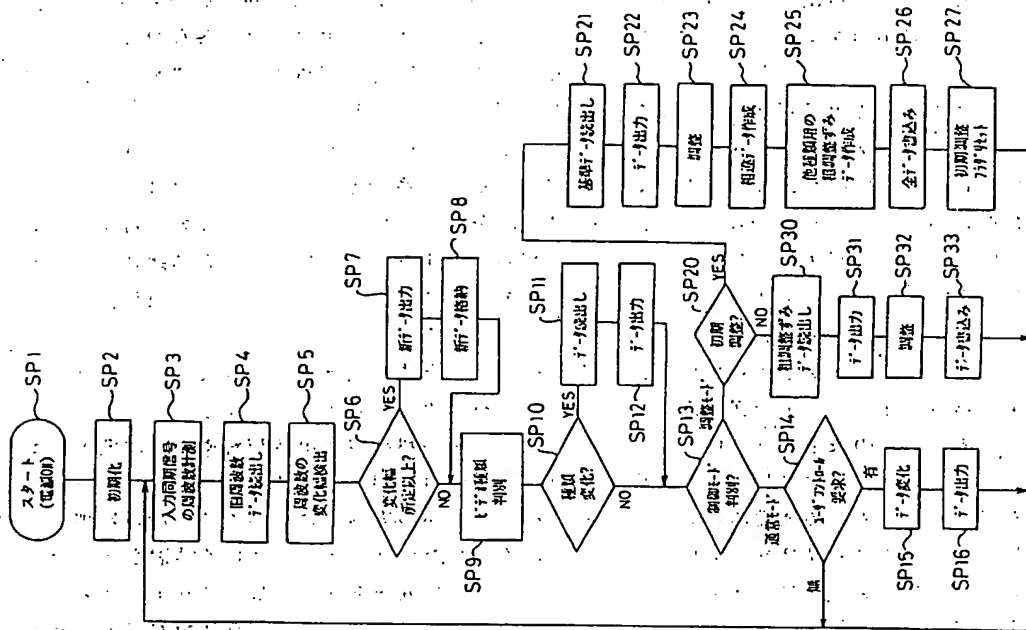 スタート
(電源ON)
SP1
初期化
SP2
入力同期信号
の周波数計測
SP3
旧周波数
データ読出し
SP4
周波数の
変化幅検出
SP5
変化幅
所定以上?
SP6
YES
NO
新データ出力
SP7
新データ格納
SP8
ビデオ種類
判別
SP9
種類
変化?
SP10
YES
NO
データ読出し
SP11
データ出力
SP12
制御モード
判別?
SP13
調整モード
通常モード
ユーザコントロール
要求?
SP14
有
無
データ変化
SP15
データ出力
SP16
初期
調整?
SP20
YES
NO
基準データ読出し
SP21
データ出力
SP22
調整
SP23
相違データ作成
SP24
他種類用の
粗調整ずみ
データ作成
SP25
全データ書込み
SP26
初期調整
フラグリセット
SP27
粗調整ずみ
データ読出し
SP30
データ出力
SP31
調整
SP32
データ書込み
SP33